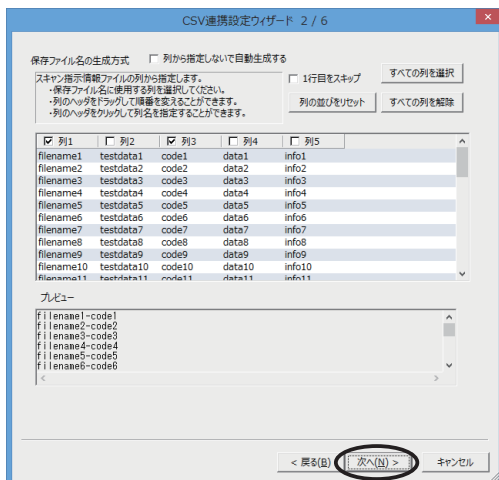 CSV連携設定ウィザード 2 / 6
×
保存ファイル名の生成方式 列から指定しないで自動生成する
スキャン指示情報ファイルの列から指定します。
・保存ファイル名に使用する列を選択してください。
・列のヘッダをドラッグして順番を変えることができます。
・列のヘッダをクリックして列名を指定することができます。
1行目をスキップ
すべての列を選択
列の並びをリセット
すべての列を解除
列1 列2 列3 列4 列5
filename1 testdata1 code1 data1 info1
filename2 testdata2 code2 data2 info2
filename3 testdata3 code3 data3 info3
filename4 testdata4 code4 data4 info4
filename5 testdata5 code5 data5 info5
filename6 testdata6 code6 data6 info6
filename7 testdata7 code7 data7 info7
filename8 testdata8 code8 data8 info8
filename9 testdata9 code9 data9 info9
filename10 testdata10 code10 data10 info10
filename11 testdata11 code11 data11 info11
プレビュー
filename1-code1
filename2-code2
filename3-code3
filename4-code4
filename5-code5
filename6-code6
< 戻る(B)
次へ(N) >
キャンセル